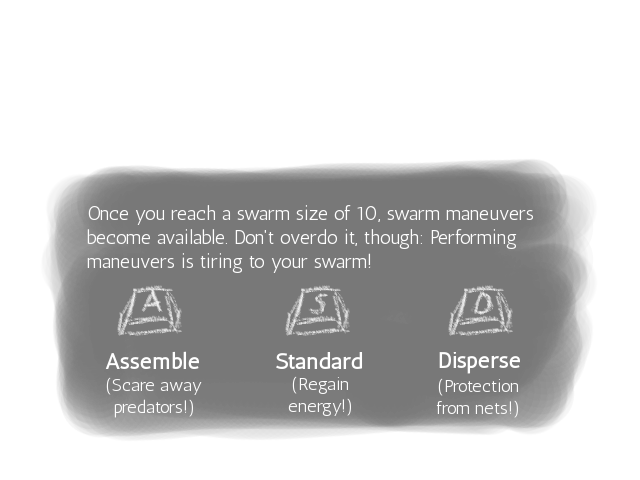 Once you reach a swarm size of 10, swarm maneuvers
become available. Don't overdo it, though: Performing
maneuvers is tiring to your swarm!
A S D
Assemble Standard Disperse
(Scare away (Regain (Protection
predators!) energy!) from nets!)